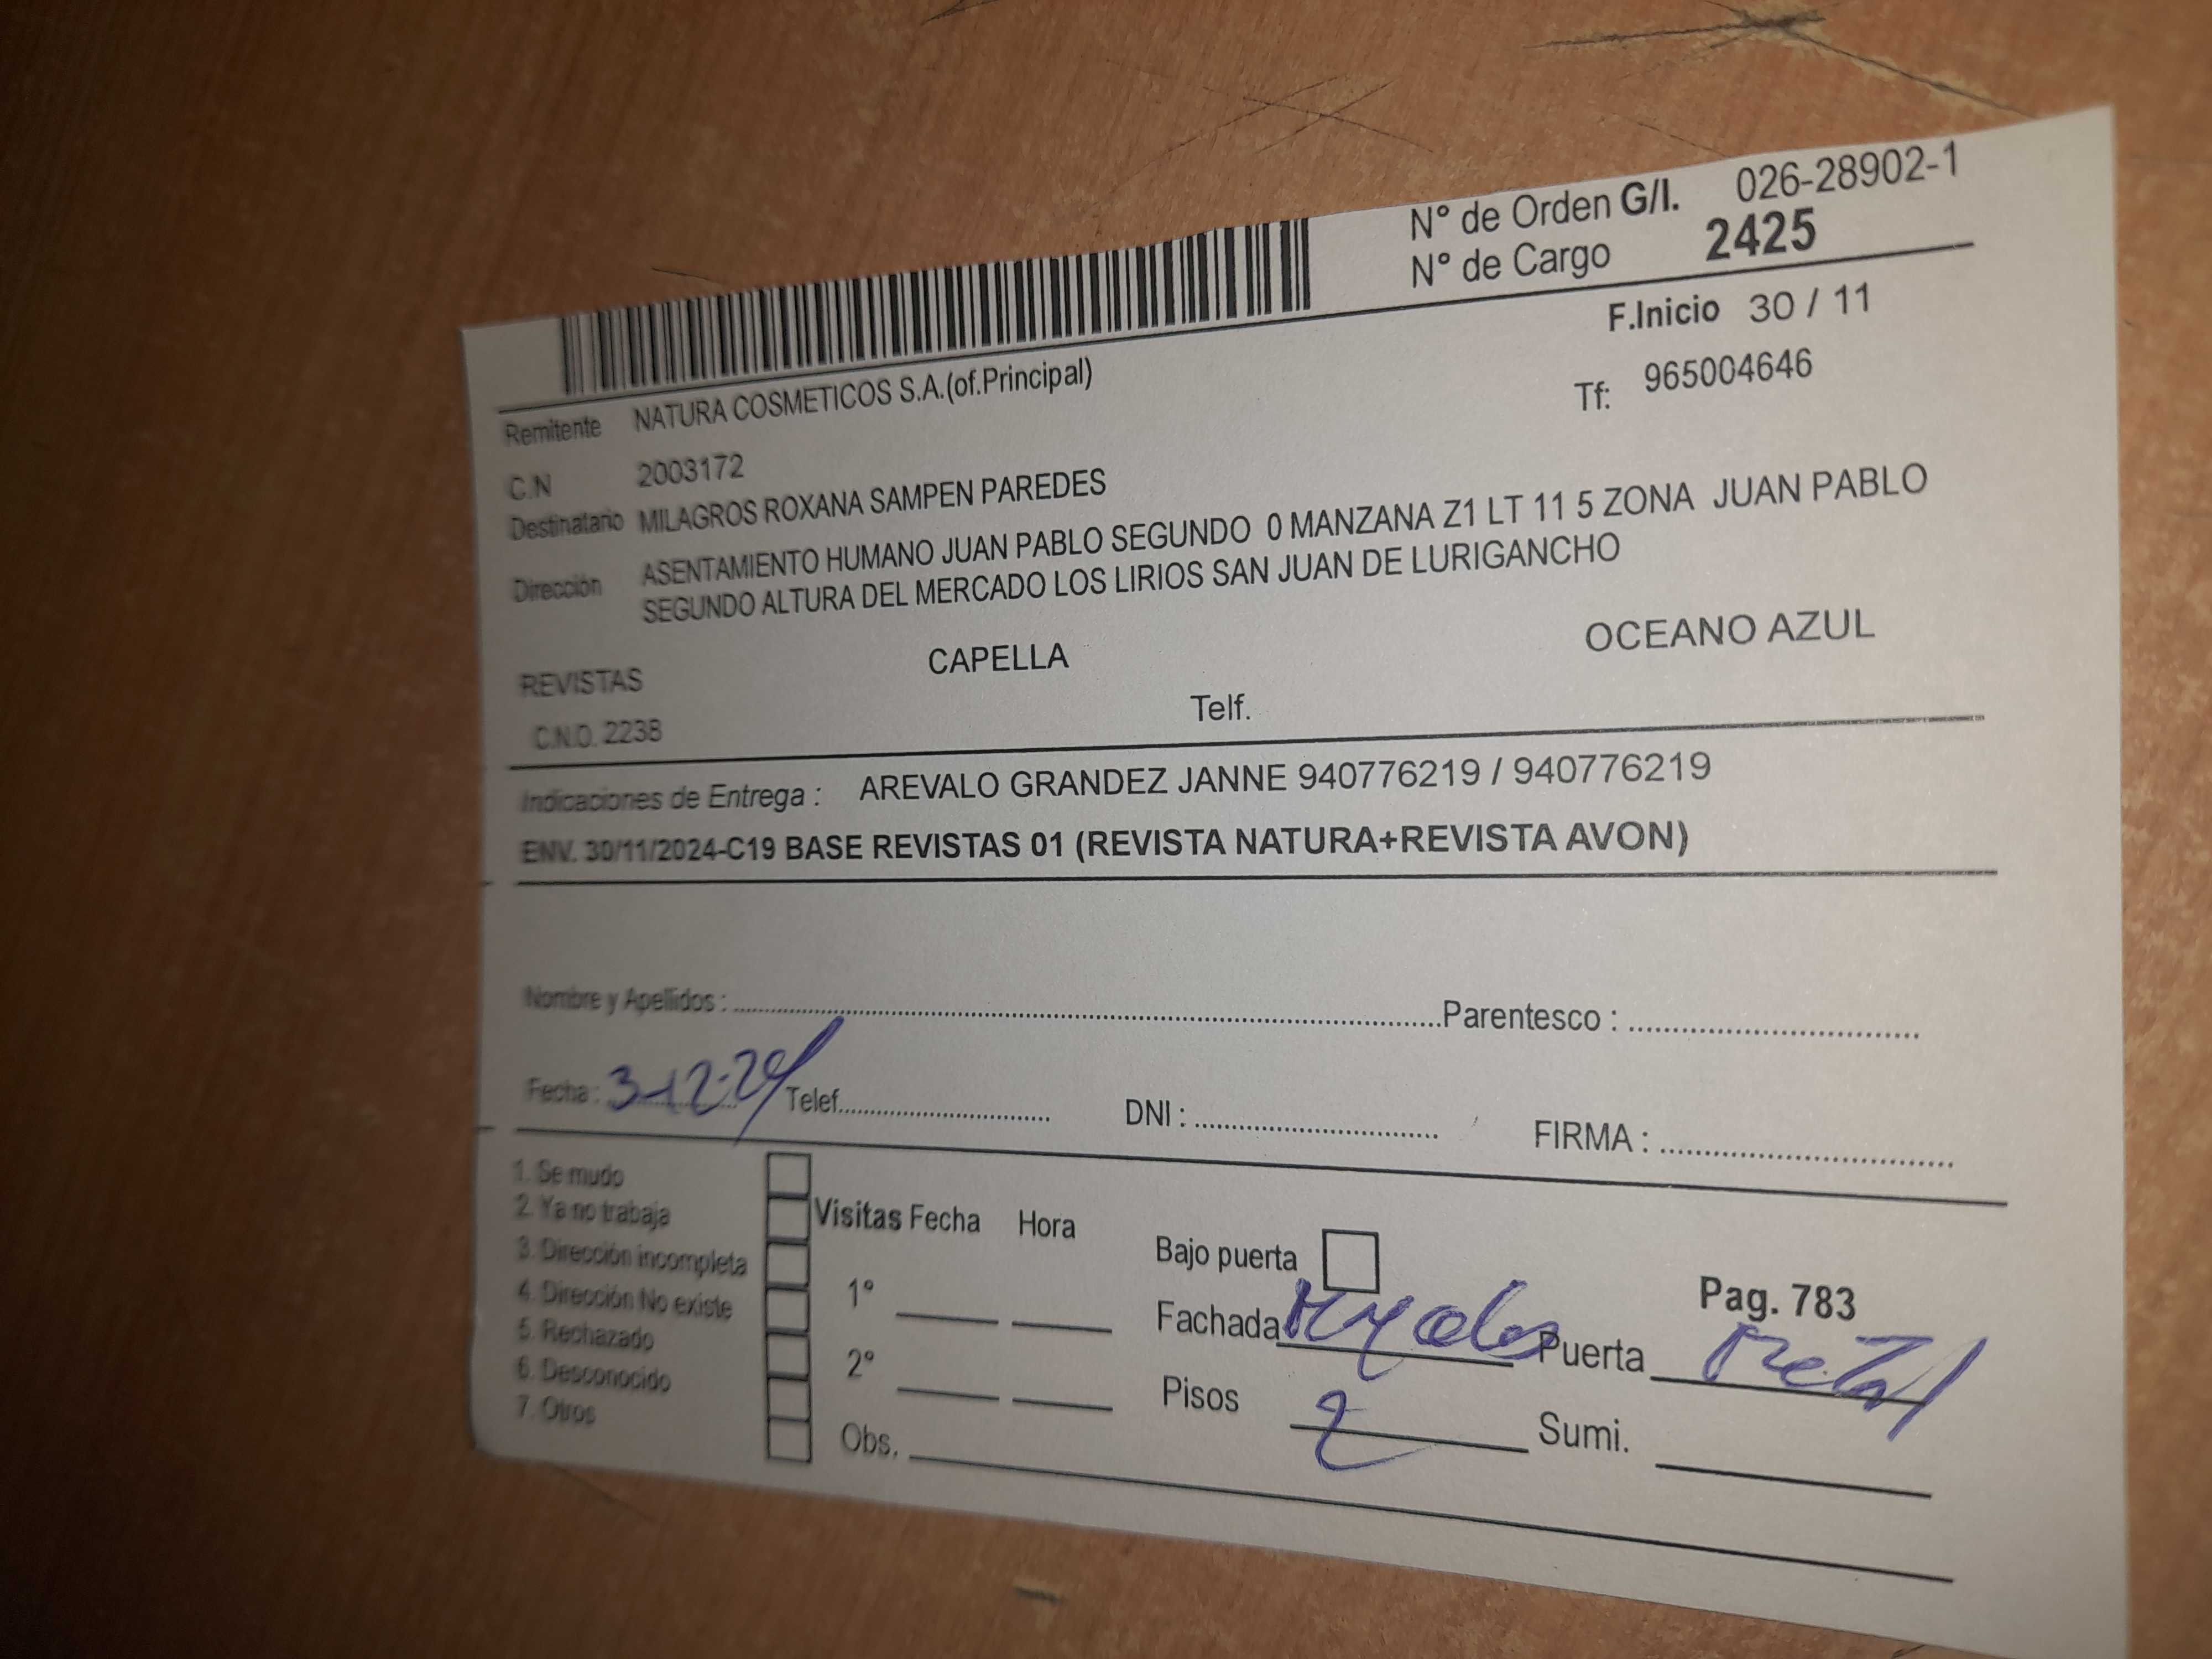 N° de Orden G/I. 026-28902-1
N° de Cargo 2425
F.Inicio 30 / 11
Remitente NATURA COSMETICOS S.A.(of.Principal)
Tf: 965004646
C.N 2003172
Destinatario MILAGROS ROXANA SAMPEN PAREDES
Dirección ASENTAMIENTO HUMANO JUAN PABLO SEGUNDO 0 MANZANA Z1 LT 11 5 ZONA JUAN PABLO
SEGUNDO ALTURA DEL MERCADO LOS LIRIOS SAN JUAN DE LURIGANCHO
REVISTAS CAPELLA OCEANO AZUL
C.N.O. 2238 Telf.
Indicaciones de Entrega : AREVALO GRANDEZ JANNE 940776219 / 940776219
ENV. 30/11/2024-C19 BASE REVISTAS 01 (REVISTA NATURA+REVISTA AVON)
Nombre y Apellidos : Parentesco :
Fecha : 3-12-24 Telef. DNI : FIRMA :
1. Se mudo
2. Ya no trabaja
3. Dirección incompleta
4. Dirección No existe
5. Rechazado
6. Desconocido
7. Otros
Visitas Fecha Hora
1°
2°
Obs.
Bajo puerta
Pag. 783
Fachada Puerta Metal
Pisos 2 Sumi.